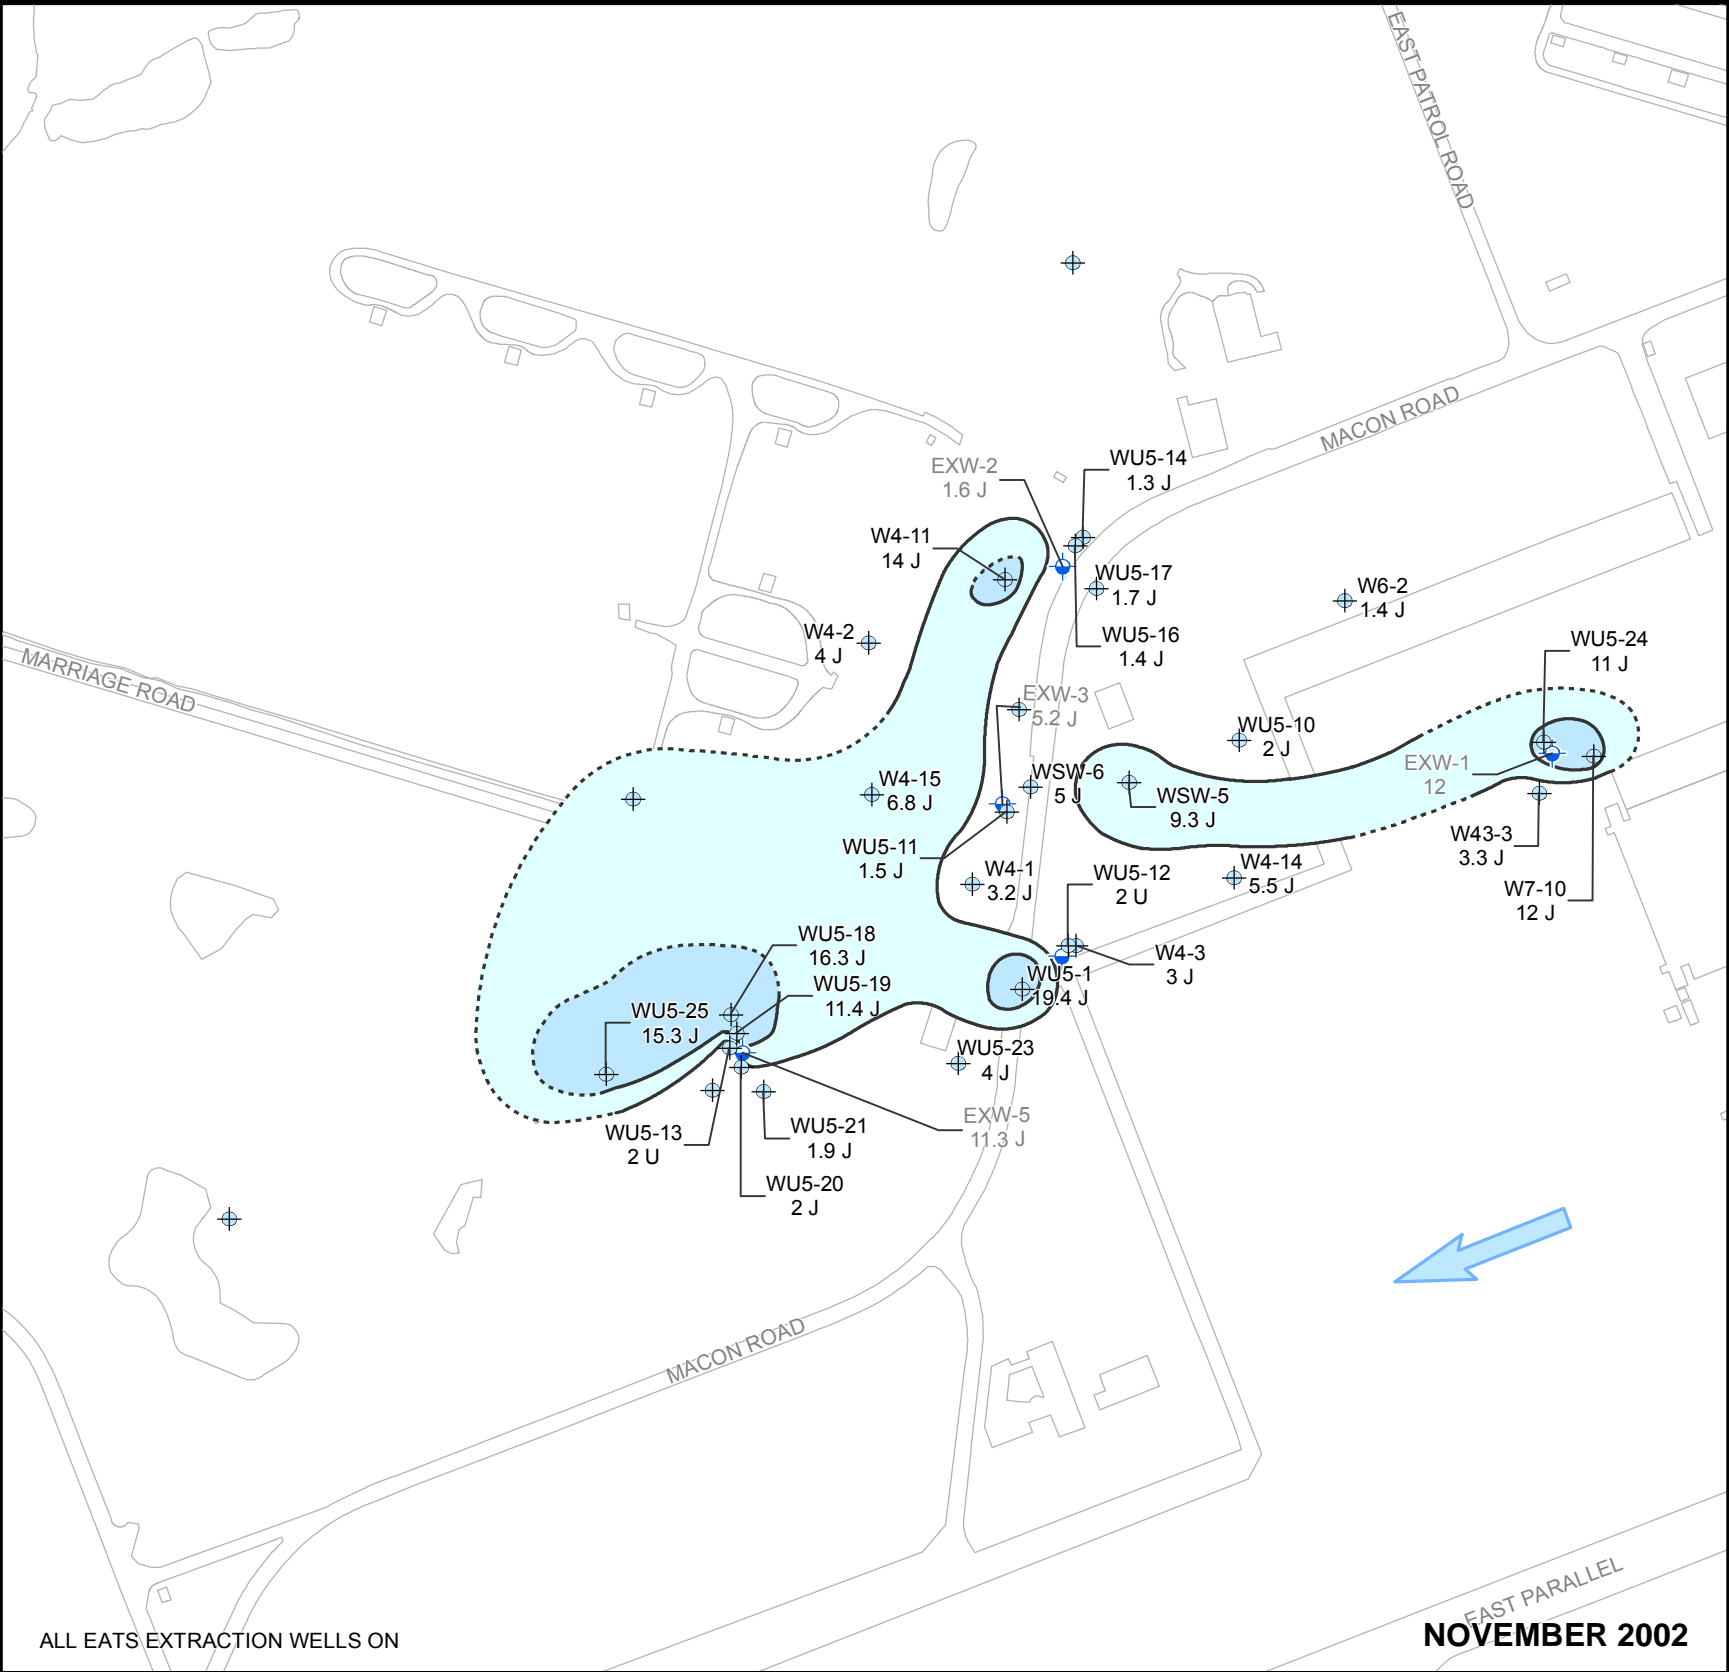 EAST PATROL ROAD
MACON ROAD
EXW-2
1.6 J
WU5-14
1.3 J
W4-11
14 J
WU5-17
1.7 J
W6-2
1.4 J
WU5-16
1.4 J
W4-2
4 J
WU5-24
11 J
MARRIAGE ROAD
EXW-3
5.2 J
WU5-10
2 J
EXW-1
12
W4-15
6.8 J
WSW-6
5 J
WSW-5
9.3 J
WU5-11
1.5 J
W43-3
3.3 J
W4-1
3.2 J
WU5-12
2 U
W4-14
5.5 J
W7-10
12 J
WU5-18
16.3 J
W4-3
3 J
WU5-19
11.4 J
WU5-1
19.4 J
WU5-25
15.3 J
WU5-23
4 J
EXW-5
11.3 J
WU5-13
2 U
WU5-21
1.9 J
WU5-20
2 J
MACON ROAD
EAST PARALLEL
ALL EATS EXTRACTION WELLS ON
NOVEMBER 2002